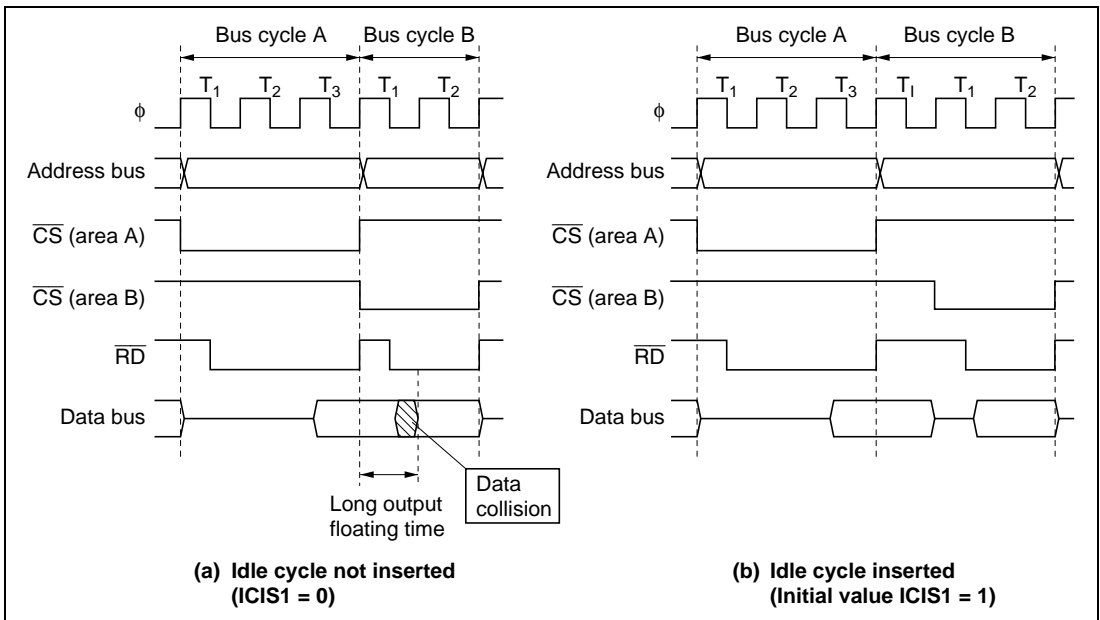 Bus cycle A
Bus cycle B
T1 T2 T3 T1 T2
ϕ
Address bus
CS (area A)
CS (area B)
RD
Data bus
Long output
floating time
Data
collision
(a) Idle cycle not inserted
(ICIS1 = 0)
Bus cycle A
Bus cycle B
T1 T2 T3 TI T1 T2
ϕ
Address bus
CS (area A)
CS (area B)
RD
Data bus
(b) Idle cycle inserted
(Initial value ICIS1 = 1)